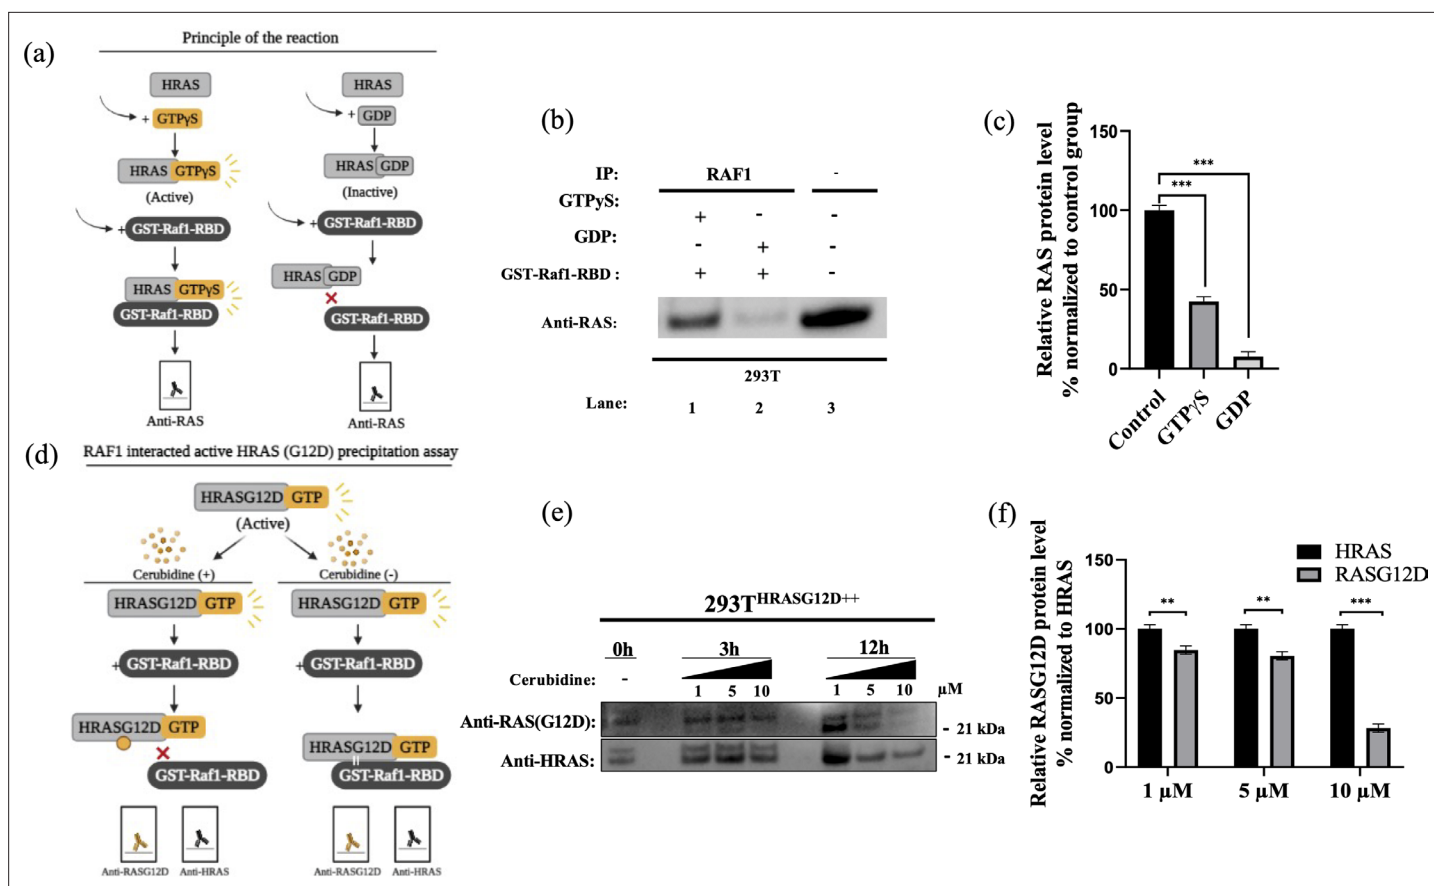 (a)
Principle of the reaction
HRAS
HRAS
+ GTPγS
+ GDP
HRAS GTPγS
HRAS GDP
(Active)
(Inactive)
+ GST-Raf1-RBD
+ GST-Raf1-RBD
HRAS GTPγS
GST-Raf1-RBD
HRAS GDP
GST-Raf1-RBD
Anti-RAS
Anti-RAS
(b)
IP: RAF1 -
GTPγS: + - -
GDP: - + -
GST-Raf1-RBD : + + -
Anti-RAS:
293T
Lane: 1 2 3
(c)
Relative RAS protein level
% normalized to control group
150
100
50
0
***
***
Control
GTPγS
GDP
(d)
RAF1 interacted active HRAS (G12D) precipitation assay
HRASG12D GTP
(Active)
Cerubidine (+)
Cerubidine (-)
HRASG12D GTP
HRASG12D GTP
+ GST-Raf1-RBD
+ GST-Raf1-RBD
HRASG12D GTP
GST-Raf1-RBD
HRASG12D GTP
GST-Raf1-RBD
Anti-RASG12D Anti-HRAS
Anti-RASG12D Anti-HRAS
(e)
293THRASG12D++
0h 3h 12h
Cerubidine: - 1 5 10 1 5 10 µM
Anti-RAS(G12D): - 21 kDa
Anti-HRAS: - 21 kDa
(f)
HRAS
RASG12D
Relative RASG12D protein level
% normalized to HRAS
150
100
50
0
** ** ***
1 µM 5 µM 10 µM